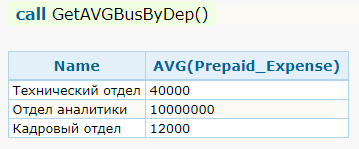 call GetAVGBusByDep()
Name AVG(Prepaid_Expense)
Технический отдел 40000
Отдел аналитики 10000000
Кадровый отдел 12000